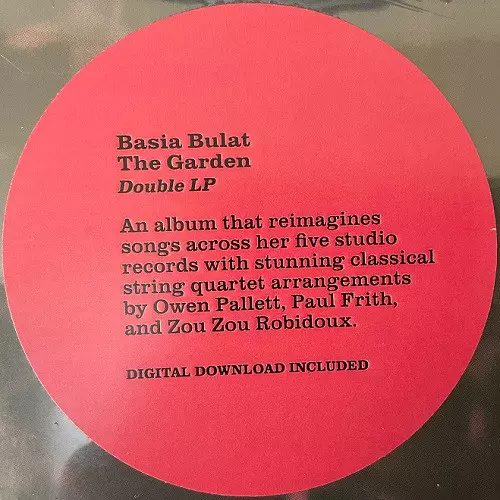 Basia Bulat
The Garden
Double LP
An album that reimagines
songs across her five studio
records with stunning classical
string quartet arrangements
by Owen Pallett, Paul Frith,
and Zou Zou Robidoux.
DIGITAL DOWNLOAD INCLUDED